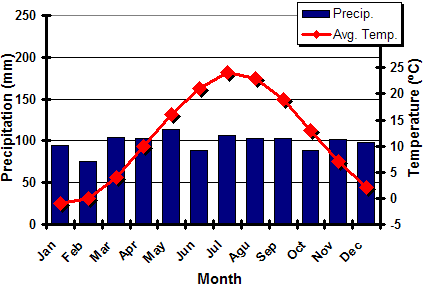 Precip.
Avg. Temp.
250
200
150
100
50
0
Precipitation (mm)
25
20
15
10
5
0
-5
Temperature (ºC)
Jan
Feb
Mar
Apr
May
Jun
Jul
Agu
Sep
Oct
Nov
Dec
Month